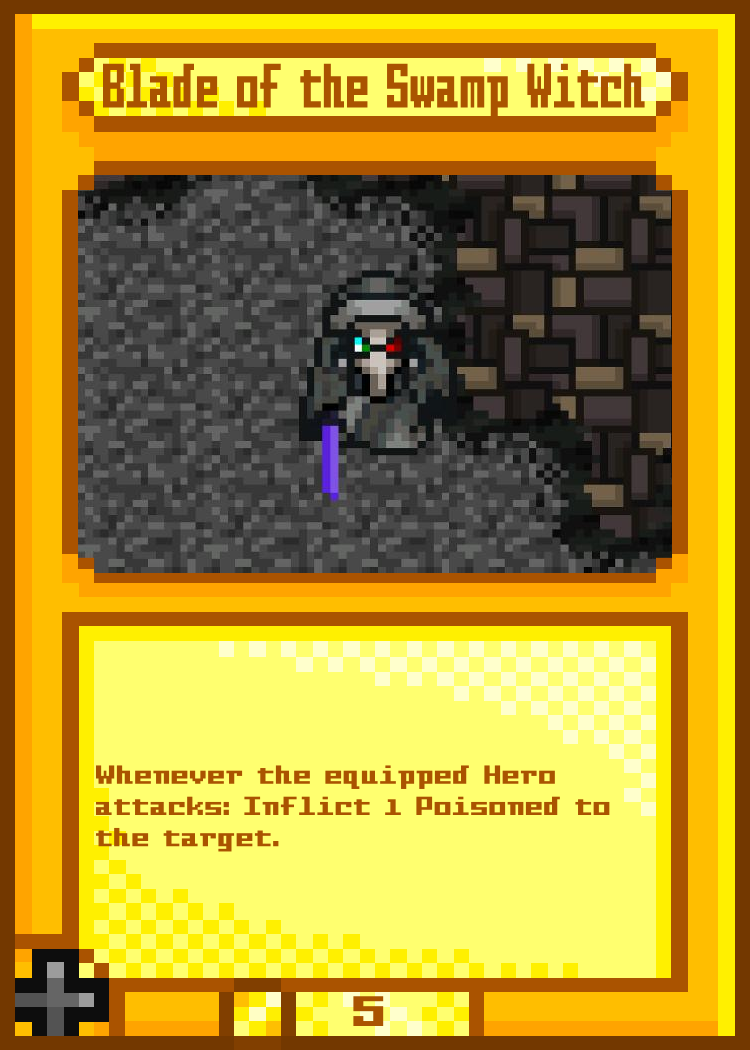 Blade of the Swamp Witch
Whenever the equipped Hero
attacks: Inflict 1 Poisoned to
the target.
5